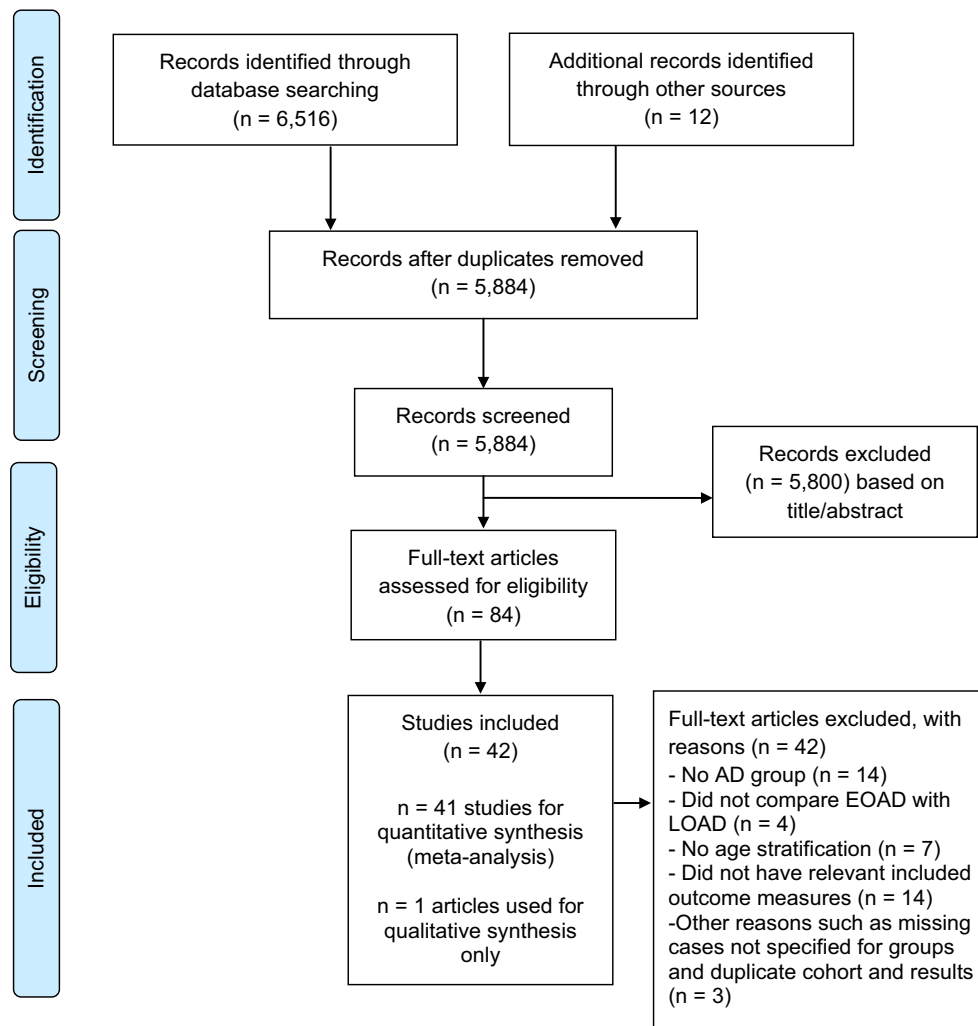 Identification
Records identified through
database searching
(n = 6,516)
Additional records identified
through other sources
(n = 12)
Screening
Records after duplicates removed
(n = 5,884)
Records screened
(n = 5,884)
Records excluded
(n = 5,800) based on
title/abstract
Eligibility
Full-text articles
assessed for eligibility
(n = 84)
Included
Studies included
(n = 42)
n = 41 studies for
quantitative synthesis
(meta-analysis)
n = 1 articles used for
qualitative synthesis
only
Full-text articles excluded, with
reasons (n = 42)
- No AD group (n = 14)
- Did not compare EOAD with
LOAD (n = 4)
- No age stratification (n = 7)
- Did not have relevant included
outcome measures (n = 14)
-Other reasons such as missing
cases not specified for groups
and duplicate cohort and results
(n = 3)